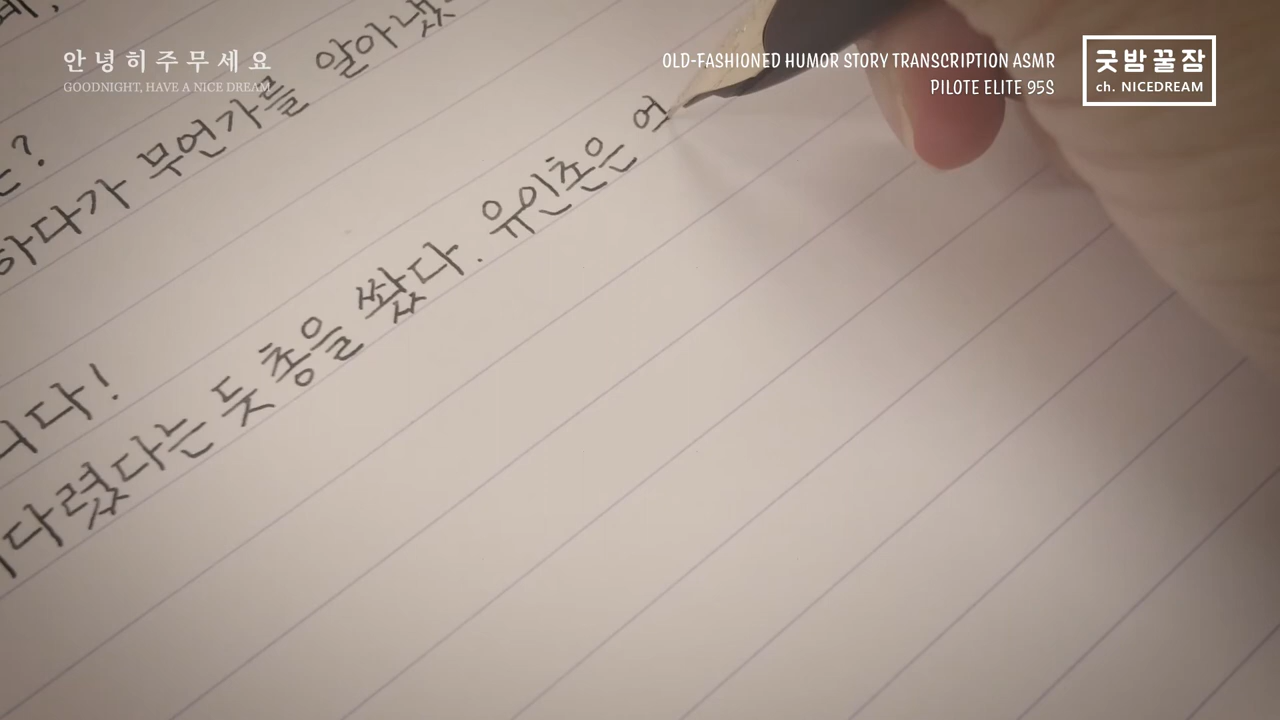 안녕히주무세요
GOODNIGHT, HAVE A NICE DREAM
OLD-FASHIONED HUMOR STORY TRANSCRIPTION ASMR
PILOTE ELITE 95S
굿밤꿀잠
ch. NICEDREAM
하다가 무언가를 알아냈
니다!
다렸다는 듯 총을 쐈다. 유인촌은 어